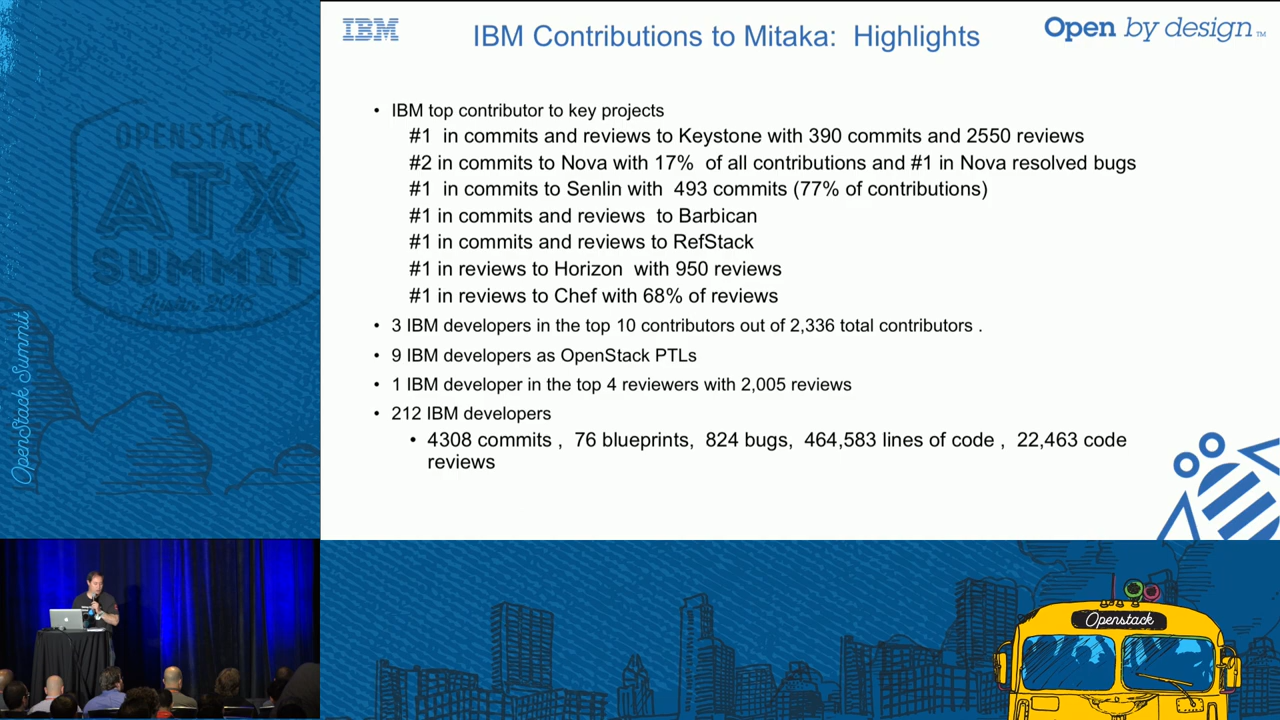 IBM
IBM Contributions to Mitaka: Highlights
Open by design TM
OPENSTACK
ATX
SUMMIT
Austin 2016
OpenStack Summit
• IBM top contributor to key projects
#1 in commits and reviews to Keystone with 390 commits and 2550 reviews
#2 in commits to Nova with 17% of all contributions and #1 in Nova resolved bugs
#1 in commits to Senlin with 493 commits (77% of contributions)
#1 in commits and reviews to Barbican
#1 in commits and reviews to RefStack
#1 in reviews to Horizon with 950 reviews
#1 in reviews to Chef with 68% of reviews
• 3 IBM developers in the top 10 contributors out of 2,336 total contributors .
• 9 IBM developers as OpenStack PTLs
• 1 IBM developer in the top 4 reviewers with 2,005 reviews
• 212 IBM developers
• 4308 commits , 76 blueprints, 824 bugs, 464,583 lines of code , 22,463 code
reviews
Openstack